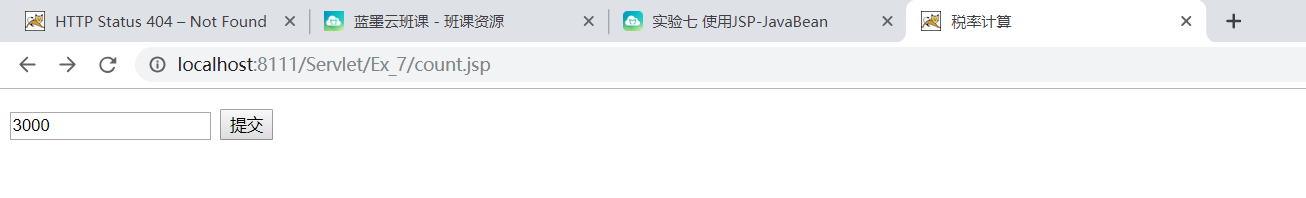 HTTP Status 404 – Not Found
蓝墨云班课 - 班课资源
实验七 使用JSP-JavaBean
税率计算
localhost:8111/Servlet/Ex_7/count.jsp
3000 提交